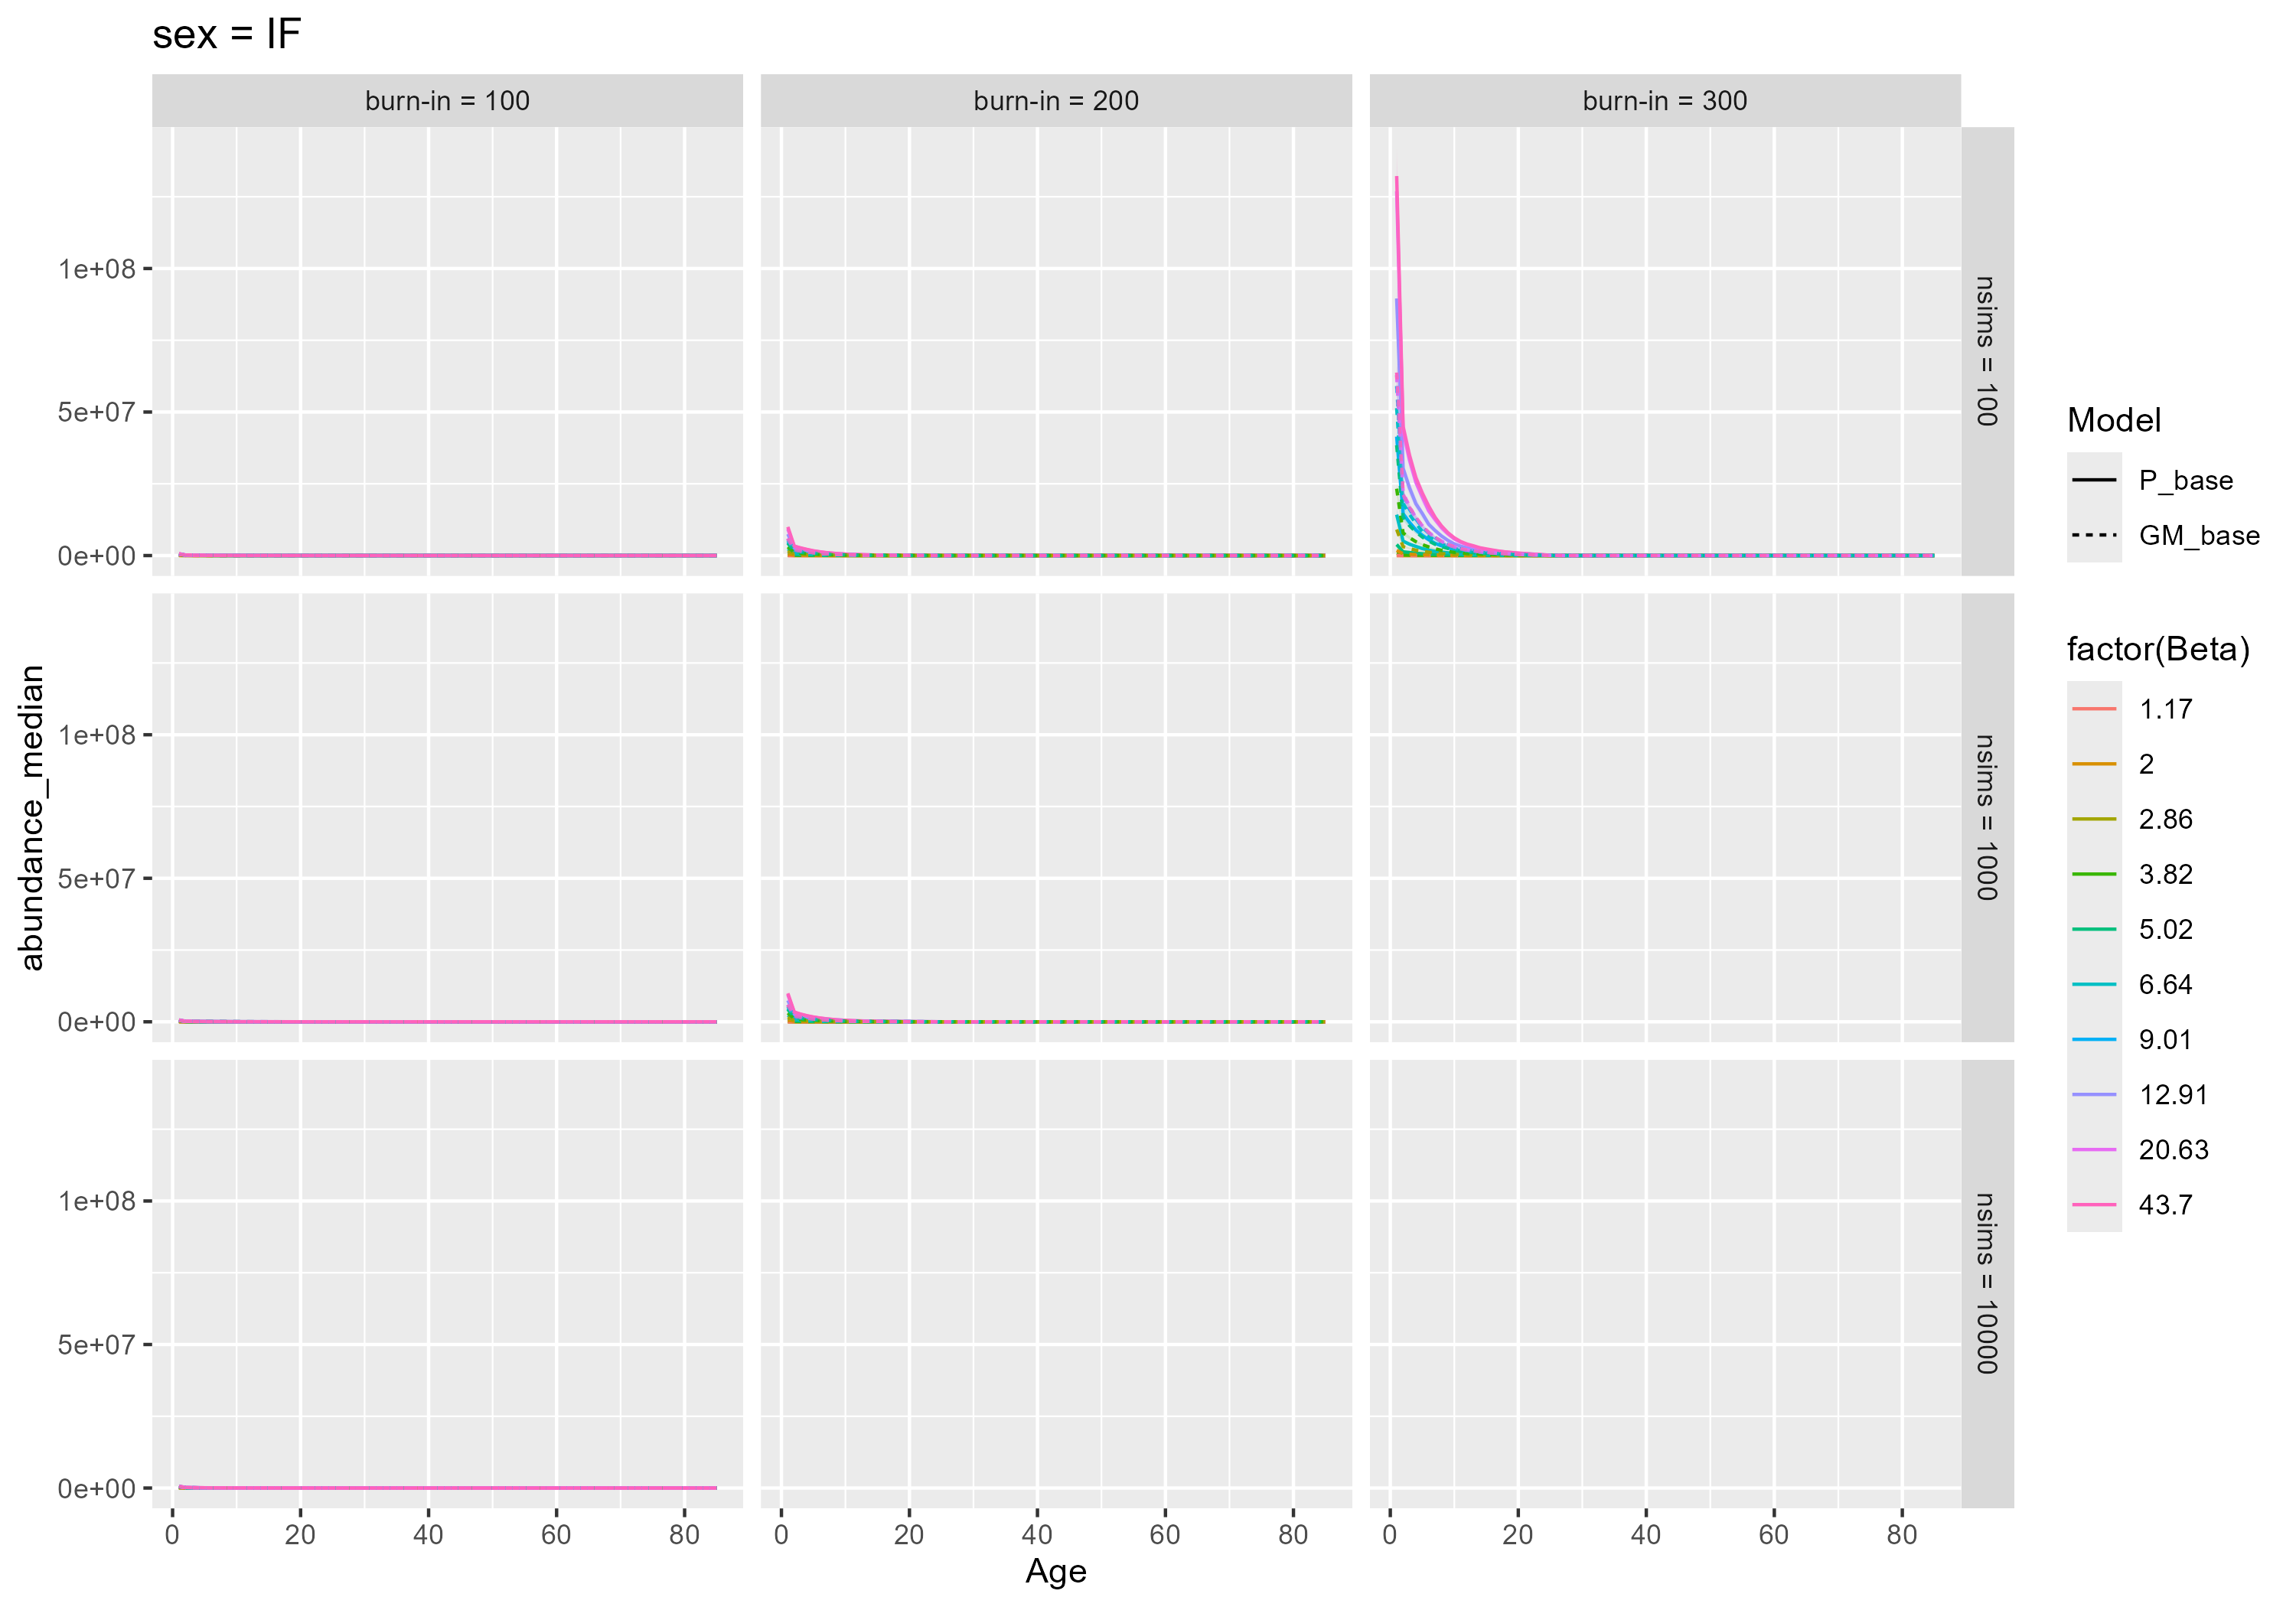 sex = IF
burn-in = 100
burn-in = 200
burn-in = 300
1e+08
5e+07
0e+00
nsims = 100
1e+08
5e+07
0e+00
nsims = 1000
1e+08
5e+07
0e+00
nsims = 10000
abundance_median
0 20 40 60 80
0 20 40 60 80
0 20 40 60 80
Age
Model
P_base
GM_base
factor(Beta)
1.17
2
2.86
3.82
5.02
6.64
9.01
12.91
20.63
43.7